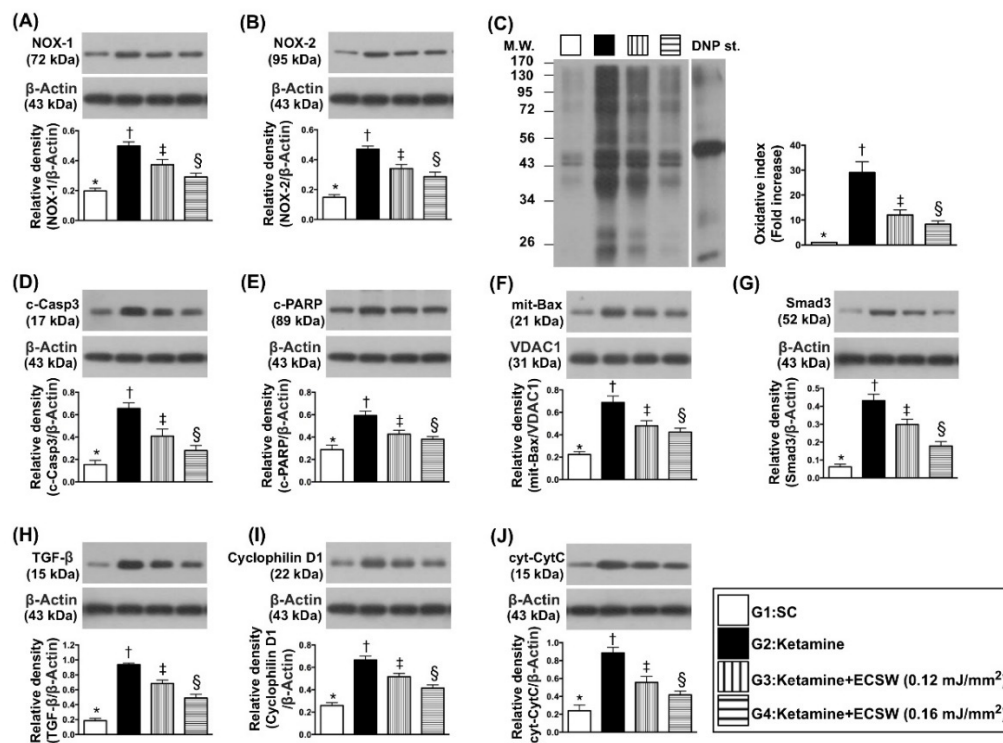 (A)
NOX-1
(72 kDa)
β-Actin
(43 kDa)
Relative density
(NOX-1/β-Actin)
0.6
0.4
0.2
0.0
*
†
‡
§
(B)
NOX-2
(95 kDa)
β-Actin
(43 kDa)
Relative density
(NOX-2/β-Actin)
0.6
0.4
0.2
0.0
*
†
‡
§
(C)
M.W.
DNP st.
170
130
95
72
56
43
34
26
Oxidative index
(Fold increase)
40
30
20
10
0
*
†
‡
§
(D)
c-Casp3
(17 kDa)
β-Actin
(43 kDa)
Relative density
(c-Casp3/β-Actin)
0.8
0.6
0.4
0.2
0.0
*
†
‡
§
(E)
c-PARP
(89 kDa)
β-Actin
(43 kDa)
Relative density
(c-PARP/β-Actin)
0.8
0.6
0.4
0.2
0.0
*
†
‡
§
(F)
mit-Bax
(21 kDa)
VDAC1
(31 kDa)
Relative density
(mit-Bax/VDAC1)
0.8
0.6
0.4
0.2
0.0
*
†
‡
§
(G)
Smad3
(52 kDa)
β-Actin
(43 kDa)
Relative density
(Smad3/β-Actin)
0.5
0.4
0.3
0.2
0.1
0.0
*
†
‡
§
(H)
TGF-β
(15 kDa)
β-Actin
(43 kDa)
Relative density
(TGF-β/β-Actin)
1.2
1.0
0.8
0.6
0.4
0.2
0.0
*
†
‡
§
(I)
Cyclophilin D1
(22 kDa)
β-Actin
(43 kDa)
Relative density
(Cyclophilin D1
/β-Actin)
0.8
0.6
0.4
0.2
0.0
*
†
‡
§
(J)
cyt-CytC
(15 kDa)
β-Actin
(43 kDa)
Relative density
(cyt-CytC/β-Actin)
1.0
0.8
0.6
0.4
0.2
0.0
*
†
‡
§
G1:SC
G2:Ketamine
G3:Ketamine+ECSW (0.12 mJ/mm²)
G4:Ketamine+ECSW (0.16 mJ/mm²)